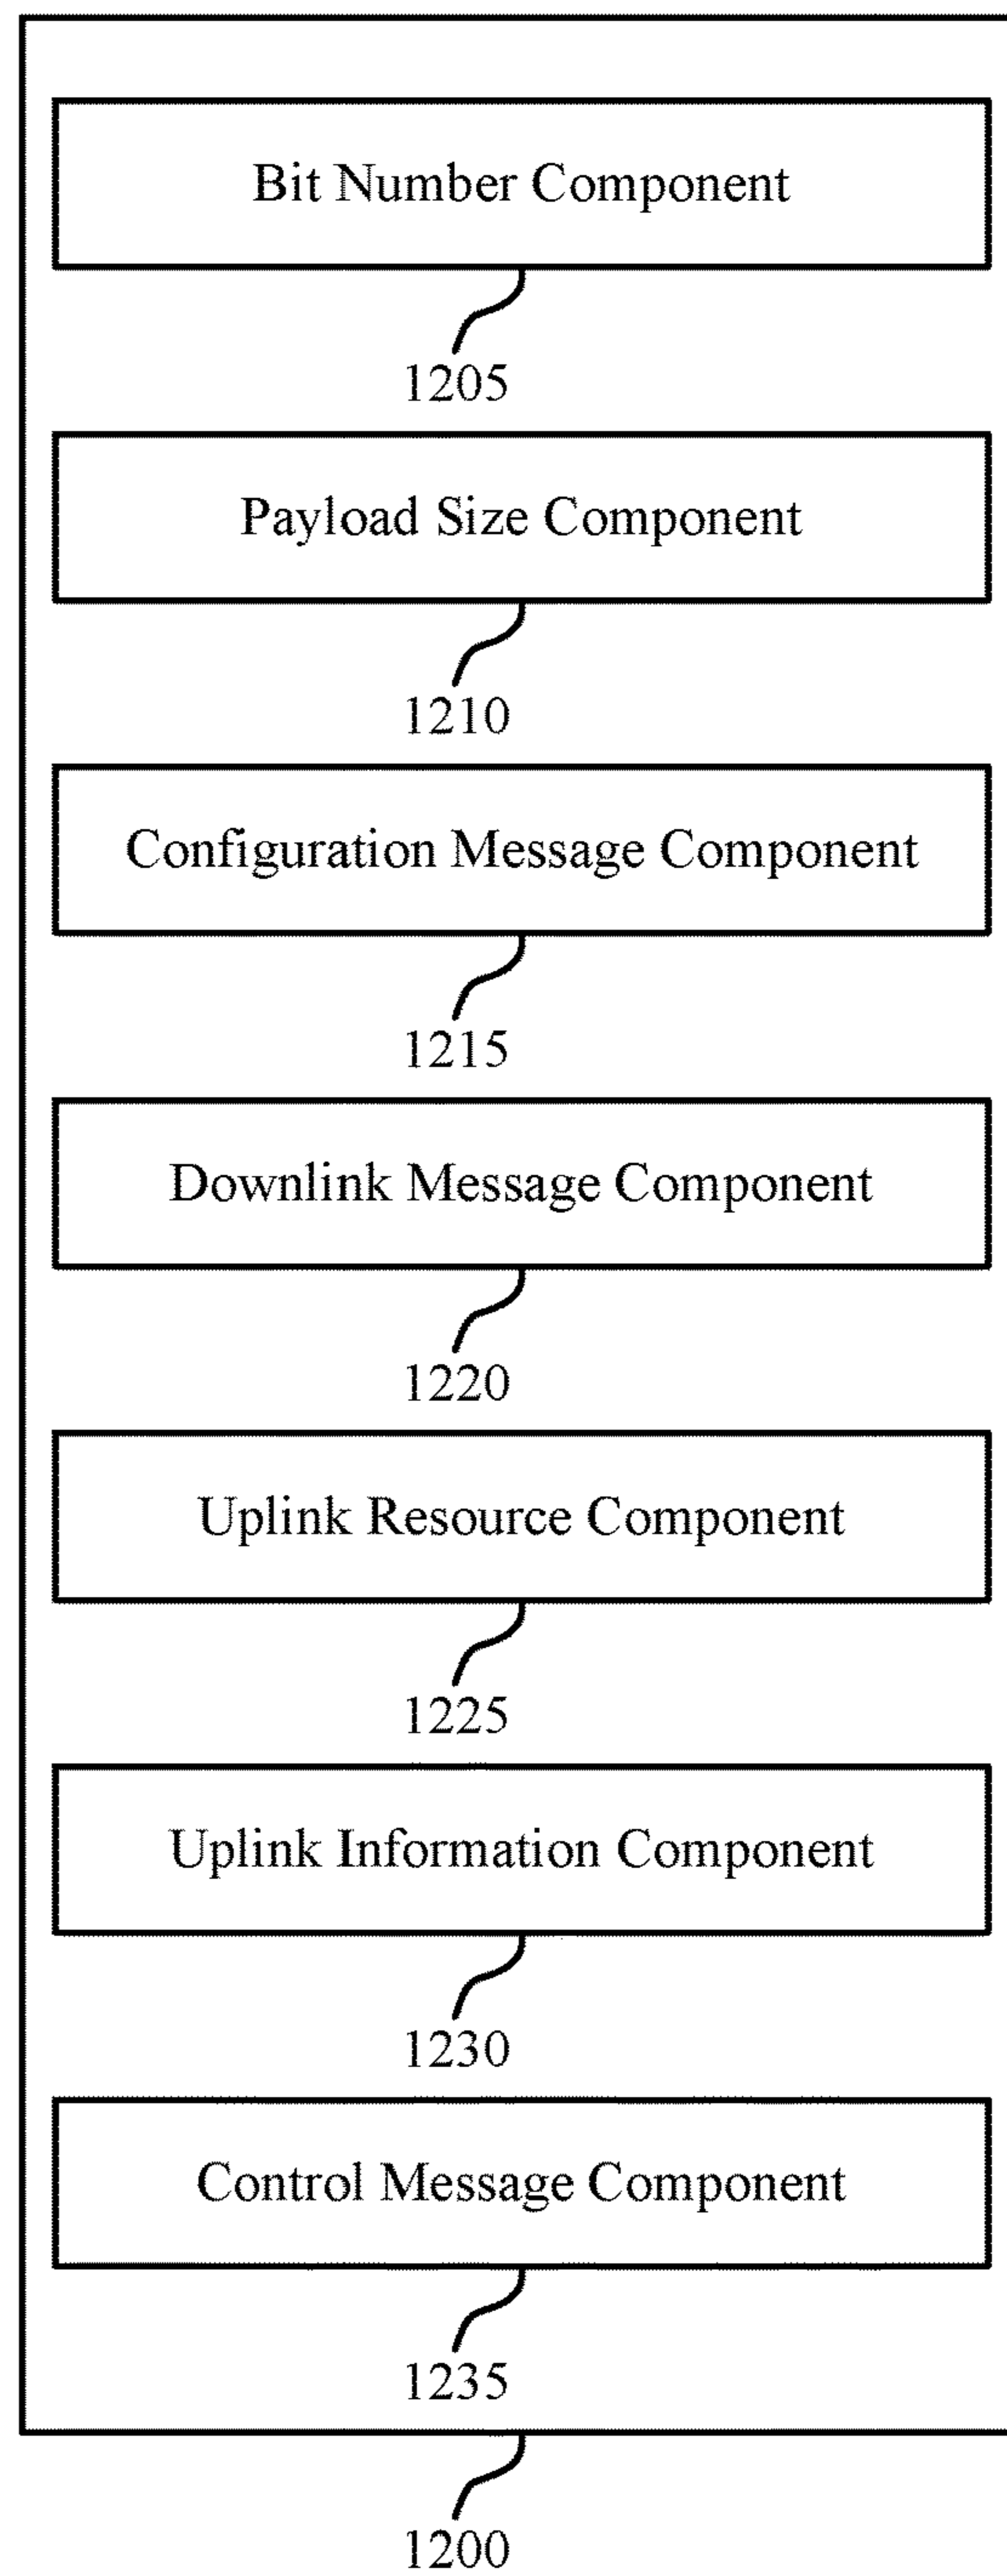 Bit Number Component
1205
Payload Size Component
1210
Configuration Message Component
1215
Downlink Message Component
1220
Uplink Resource Component
1225
Uplink Information Component
1230
Control Message Component
1235
1200